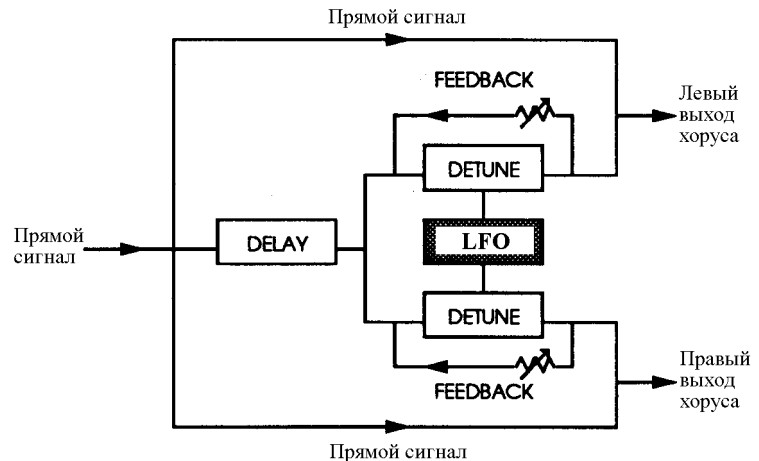 Прямой сигнал
FEEDBACK
Левый
выход
хоруса
DETUNE
Прямой
сигнал
DELAY
LFO
DETUNE
FEEDBACK
Правый
выход
хоруса
Прямой сигнал